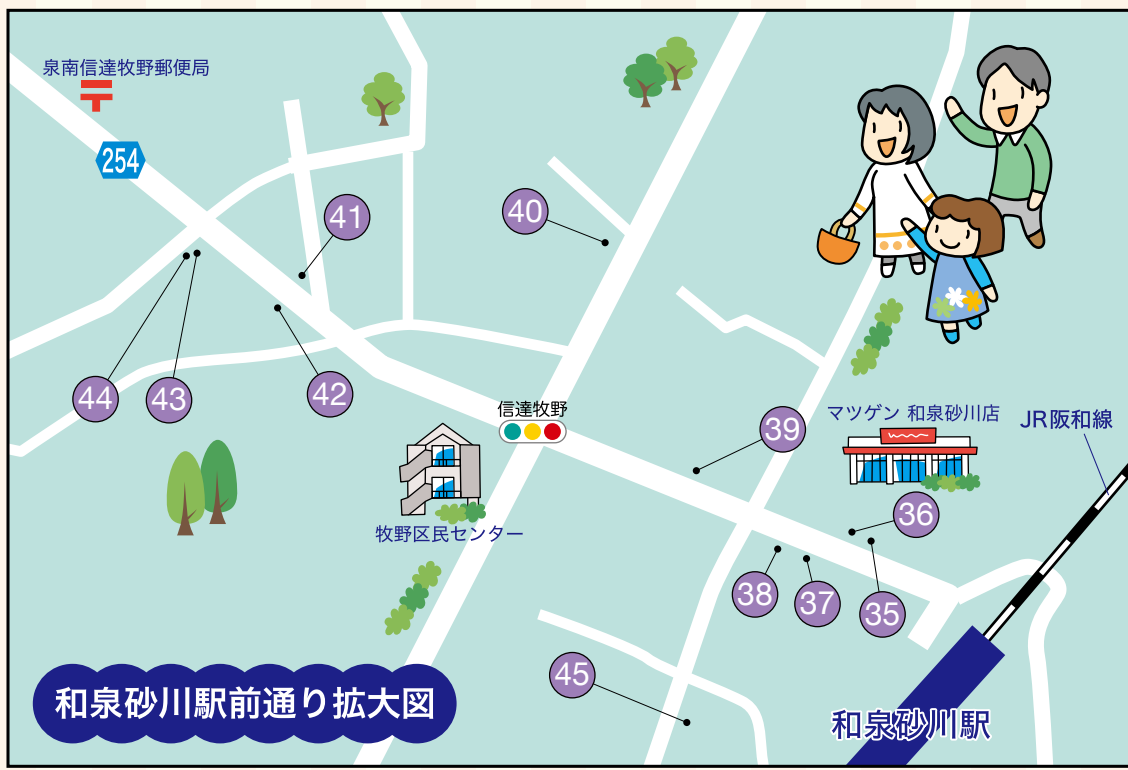 泉南信達牧野郵便局
254
41
40
44
43
42
信達牧野
39
マツゲン 和泉砂川店
JR阪和線
36
牧野区民センター
38
37
35
45
和泉砂川駅前通り拡大図
和泉砂川駅